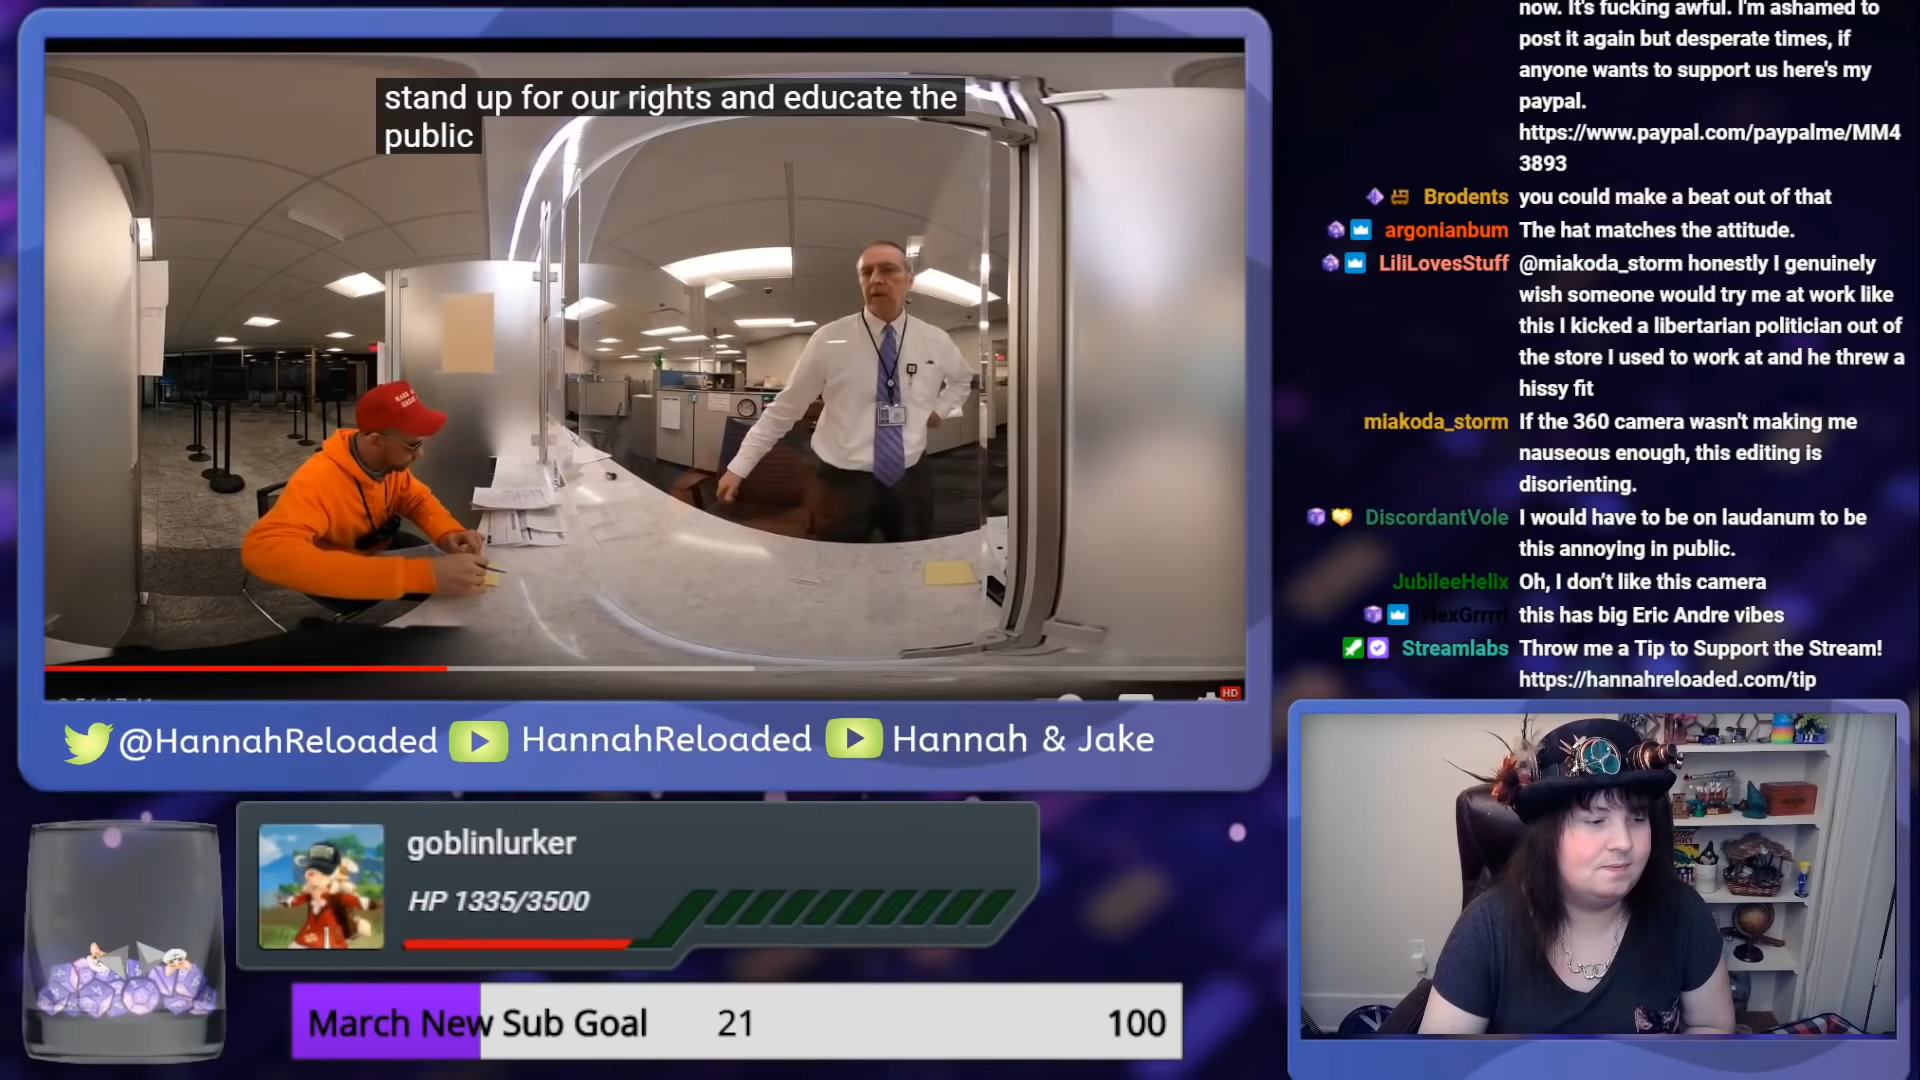 stand up for our rights and educate the
public
HD
@HannahReloaded
HannahReloaded
Hannah & Jake
goblinlurker
HP 1335/3500
March New Sub Goal 21 100
now. It's fucking awful. I'm ashamed to
post it again but desperate times, if
anyone wants to support us here's my
paypal.
https://www.paypal.com/paypalme/MM4
3893
Brodents you could make a beat out of that
argonianbum The hat matches the attitude.
LiliLovesStuff @miakoda_storm honestly I genuinely
wish someone would try me at work like
this I kicked a libertarian politician out of
the store I used to work at and he threw a
hissy fit
miakoda_storm If the 360 camera wasn't making me
nauseous enough, this editing is
disorienting.
DiscordantVole I would have to be on laudanum to be
this annoying in public.
JubileeHelix Oh, I don’t like this camera
this has big Eric Andre vibes
Streamlabs Throw me a Tip to Support the Stream!
https://hannahreloaded.com/tip